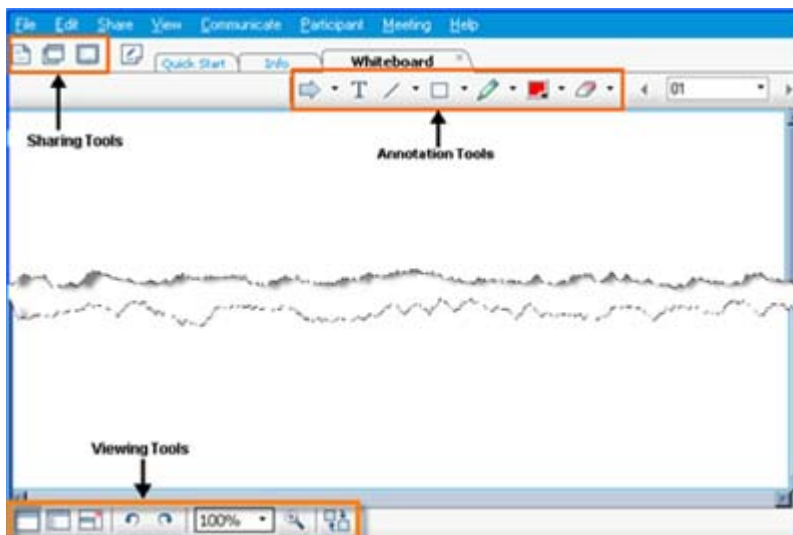 File Edit Share View Communicate Participant Meeting Help
Quick Start Info Whiteboard
T 01
Sharing Tools
Annotation Tools
Viewing Tools
100%